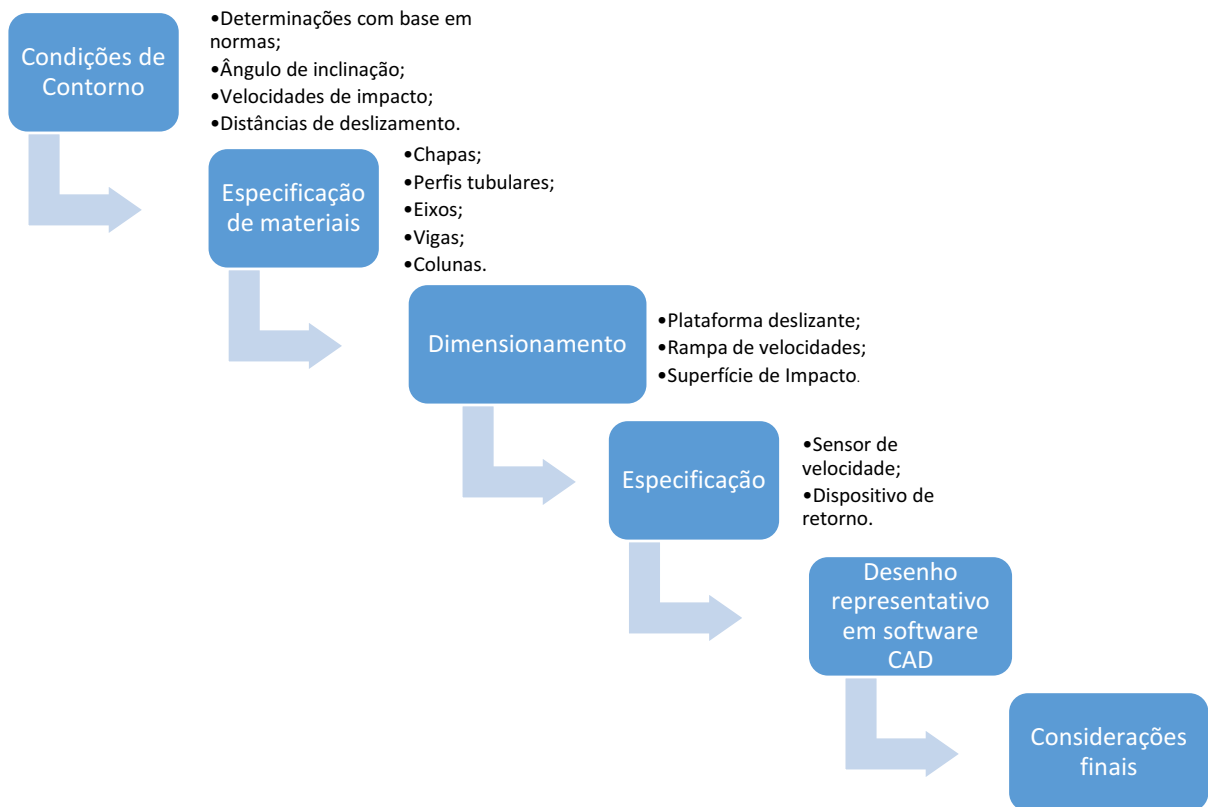 Condições de
Contorno
•Determinações com base em
normas;
•Ângulo de inclinação;
•Velocidades de impacto;
•Distâncias de deslizamento.
Especificação
de materiais
•Chapas;
•Perfis tubulares;
•Eixos;
•Vigas;
•Colunas.
Dimensionamento
•Plataforma deslizante;
•Rampa de velocidades;
•Superfície de Impacto.
Especificação
•Sensor de
velocidade;
•Dispositivo de
retorno.
Desenho
representativo
em software
CAD
Considerações
finais